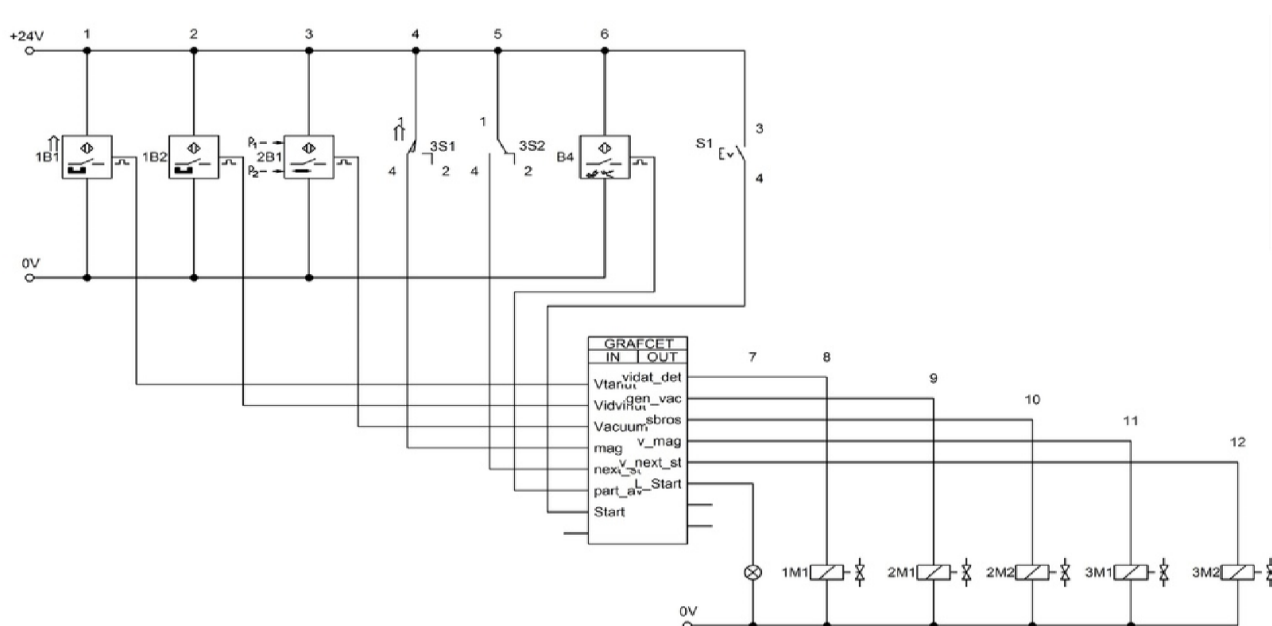 +24V 1 2 3 4 5 6
1 1 3
1B1 1B2 P1 2B1 P2 3S1 3S2 B4 S1
4 2 4 2 4
0V
GRAFCET
IN OUT 7 8
vidat_det
Vtanut gen_vac 9
Vidvinut sbros 10
Vacuum v_mag 11
mag v_next_st 12
L_Start
part_av
Start
1M1 2M1 2M2 3M1 3M2
0V